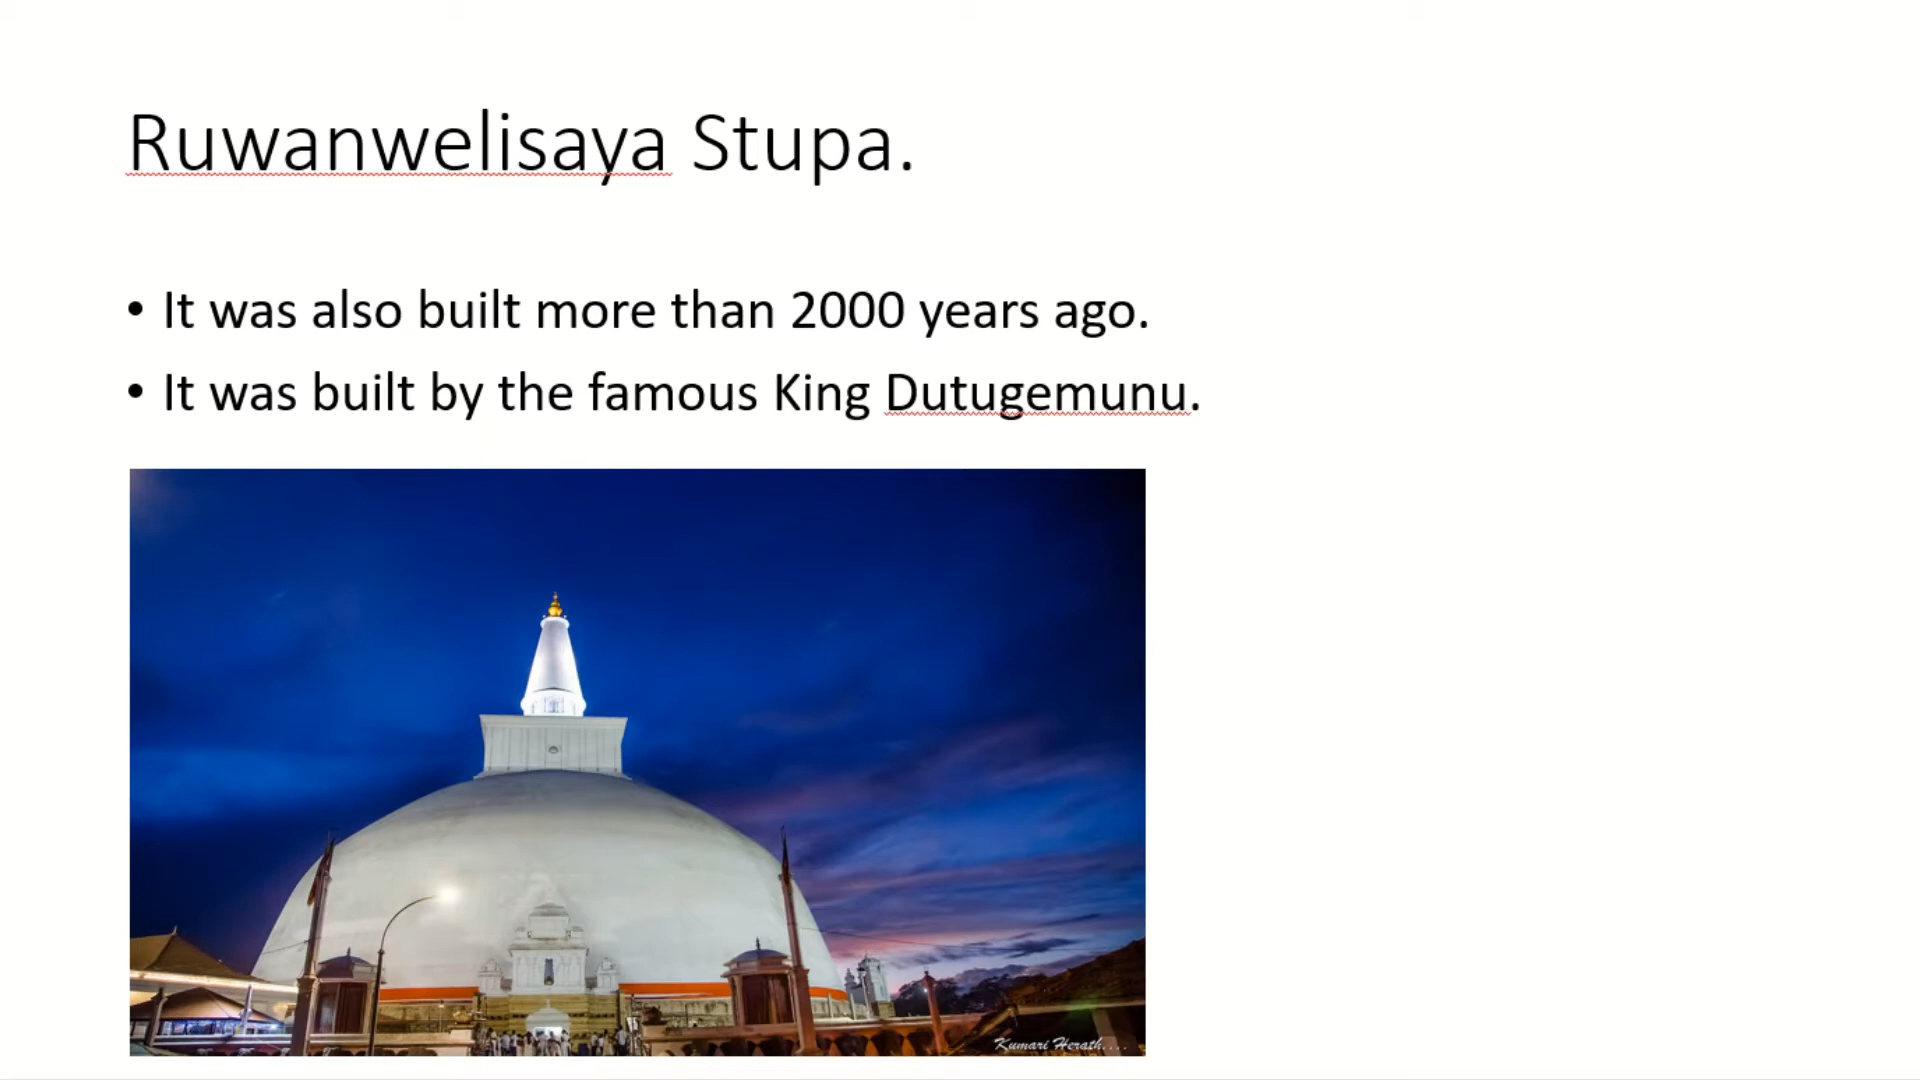 Ruwanwelisaya Stupa.
• It was also built more than 2000 years ago.
• It was built by the famous King Dutugemunu.
Kumari Herath....